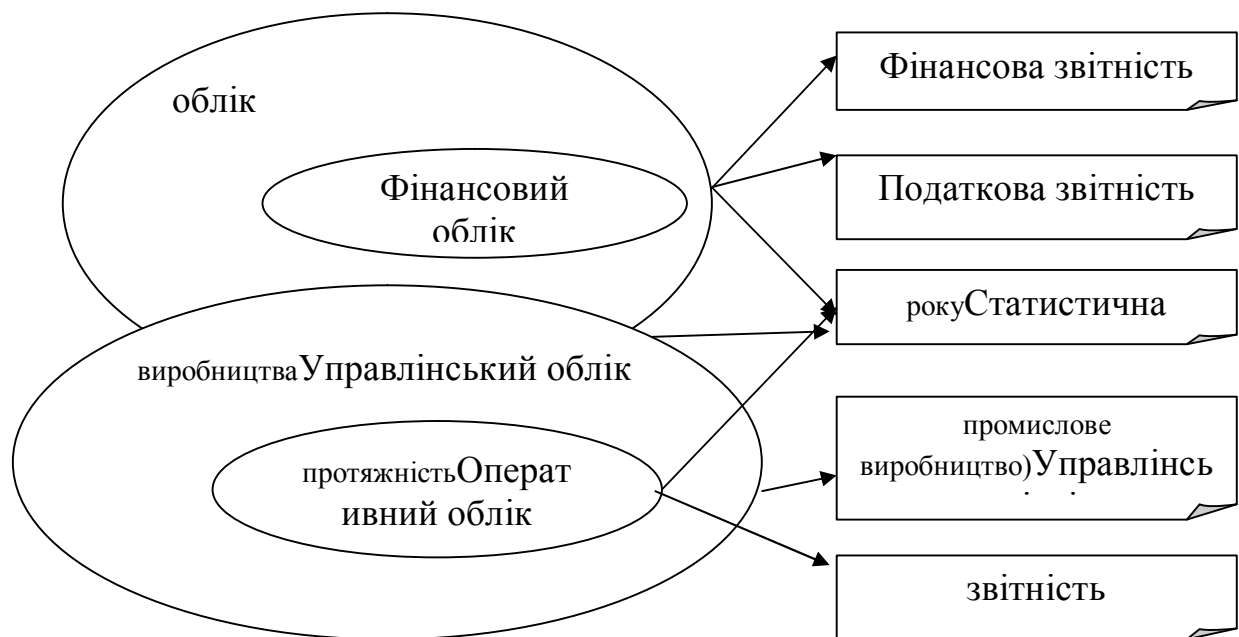 облік
Фінансовий
облік
виробництваУправлінський облік
протяжністьОперат
ивний облік
Фінансова звітність
Податкова звітність
рокуСтатистична
промислове
виробництво)Управлінсь
звітність